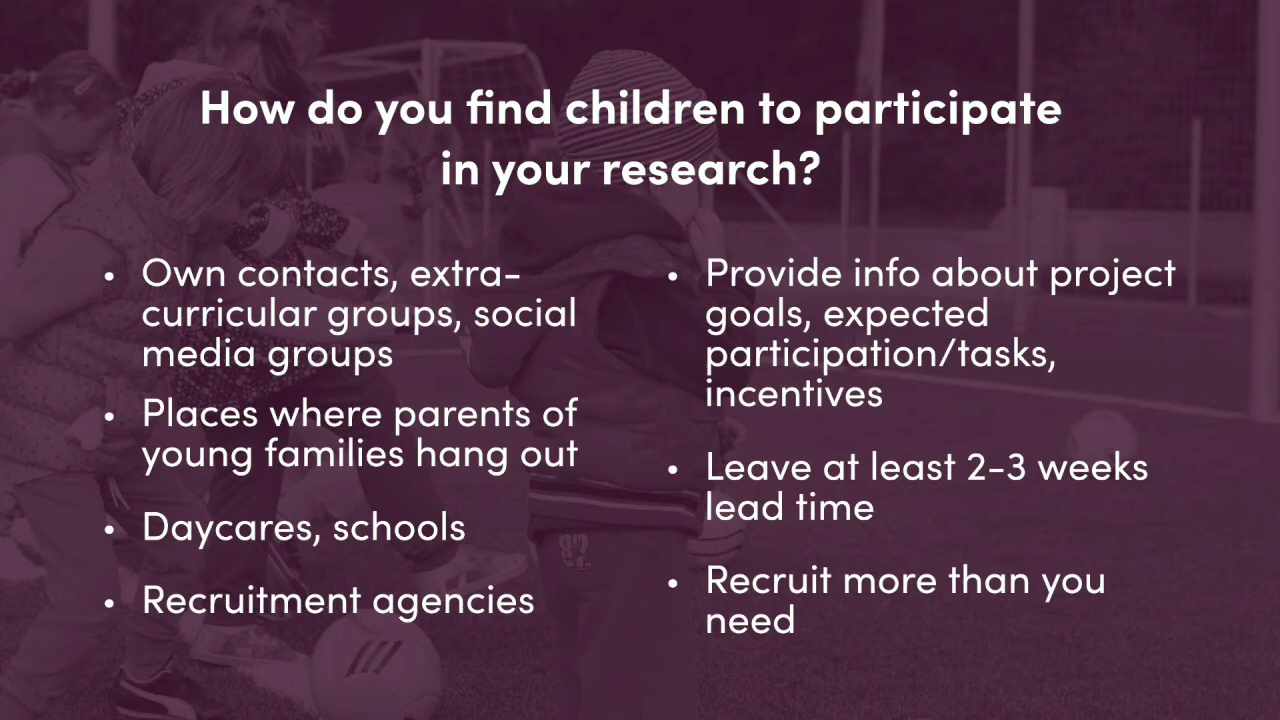 How do you find children to participate
in your research?
• Own contacts, extra-
curricular groups, social
media groups
• Places where parents of
young families hang out
• Daycares, schools
• Recruitment agencies
• Provide info about project
goals, expected
participation/tasks,
incentives
• Leave at least 2-3 weeks
lead time
• Recruit more than you
need